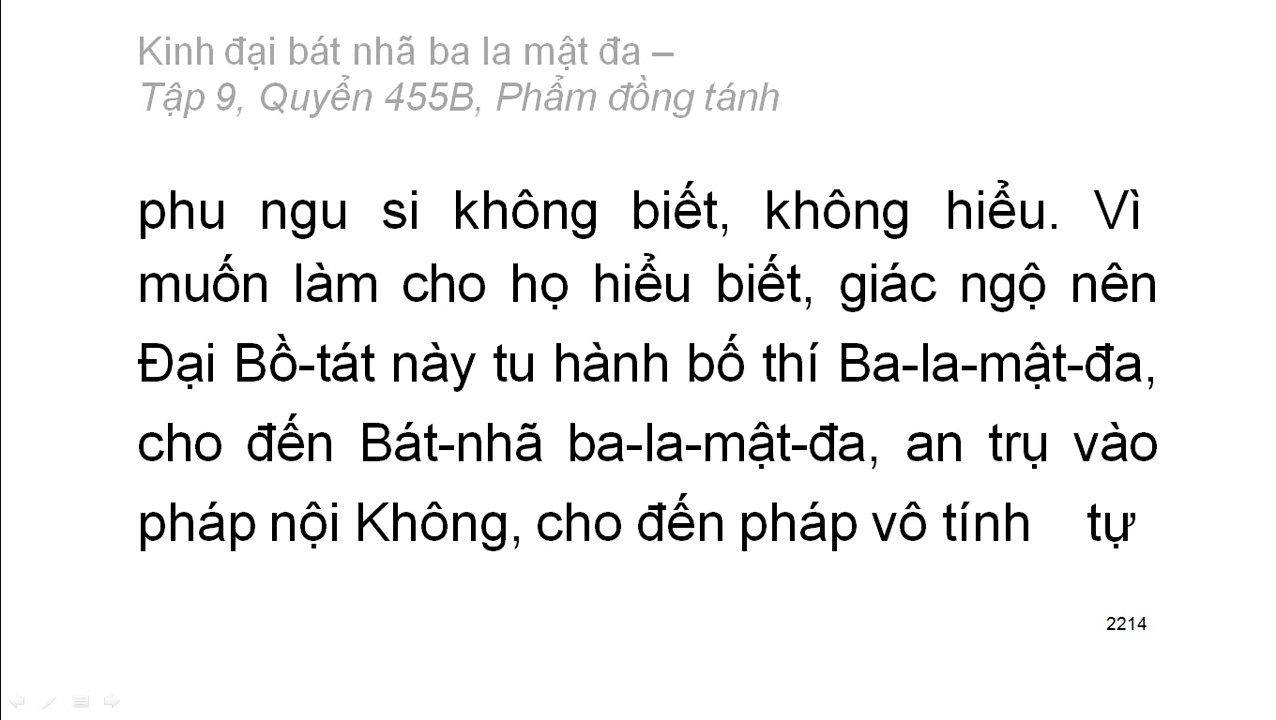 Kinh đại bát nhã ba la mật đa –
Tập 9, Quyển 455B, Phẩm đồng tánh
phu ngu si không biết, không hiểu. Vì
muốn làm cho họ hiểu biết, giác ngộ nên
Đại Bồ-tát này tu hành bố thí Ba-la-mật-đa,
cho đến Bát-nhã ba-la-mật-đa, an trụ vào
pháp nội Không, cho đến pháp vô tính tự
2214